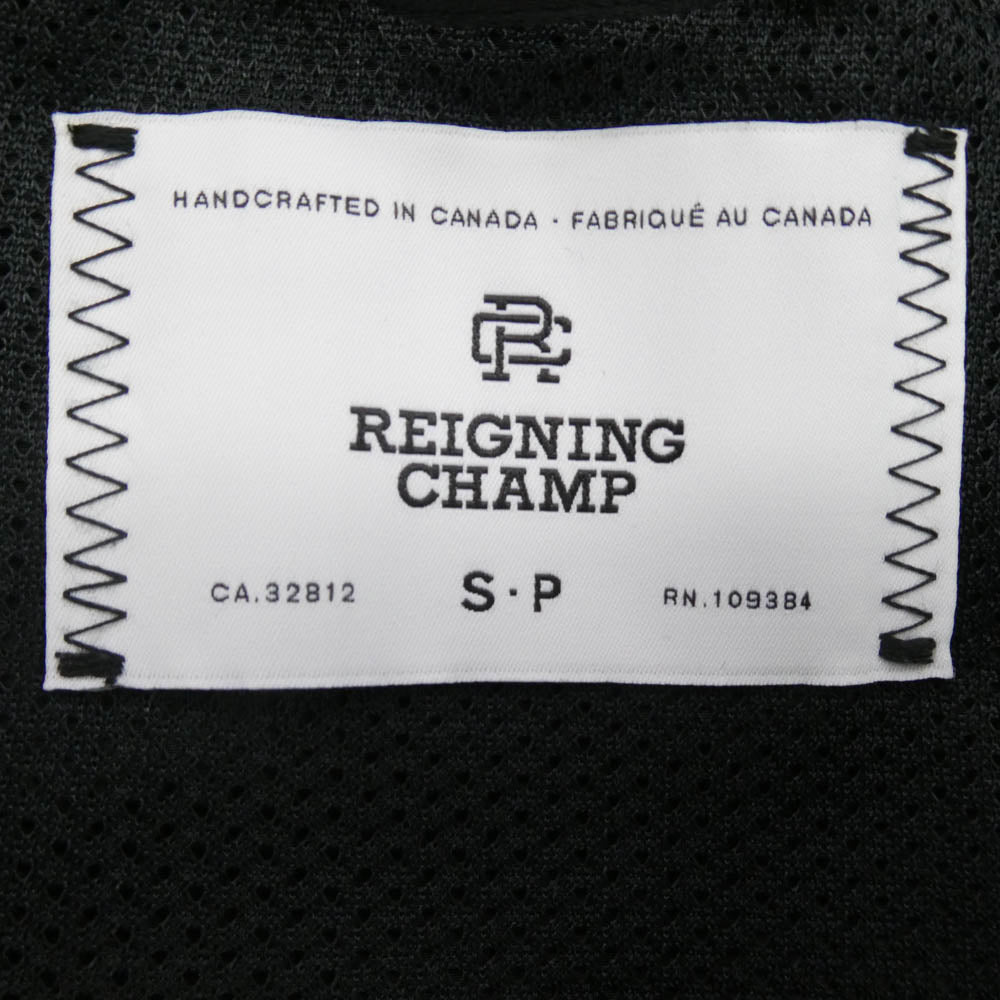 HANDCRAFTED IN CANADA · FABRIQUÉ AU CANADA
RC
REIGNING
CHAMP
CA.32812 S·P RN.109384